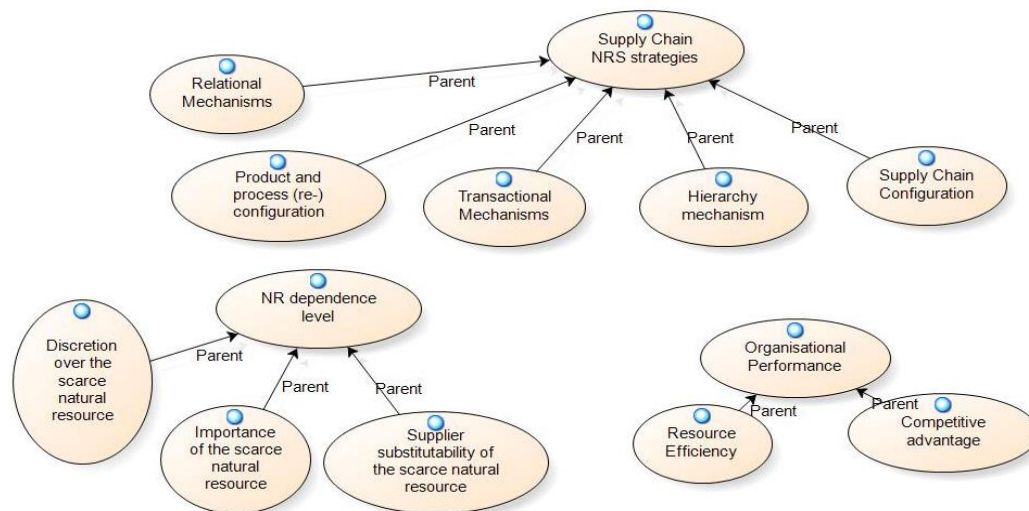 Supply Chain
NRS strategies
Relational
Mechanisms
Parent
Parent
Parent
Parent
Parent
Product and
process (re-)
configuration
Transactional
Mechanisms
Hierarchy
mechanism
Supply Chain
Configuration
NR dependence
level
Discretion
over the
scarce
natural
resource
Parent
Parent
Parent
Importance
of the scarce
natural
resource
Supplier
substitutability
of the scarce natural
resource
Organisational
Performance
Parent
Parent
Resource
Efficiency
Competitive
advantage